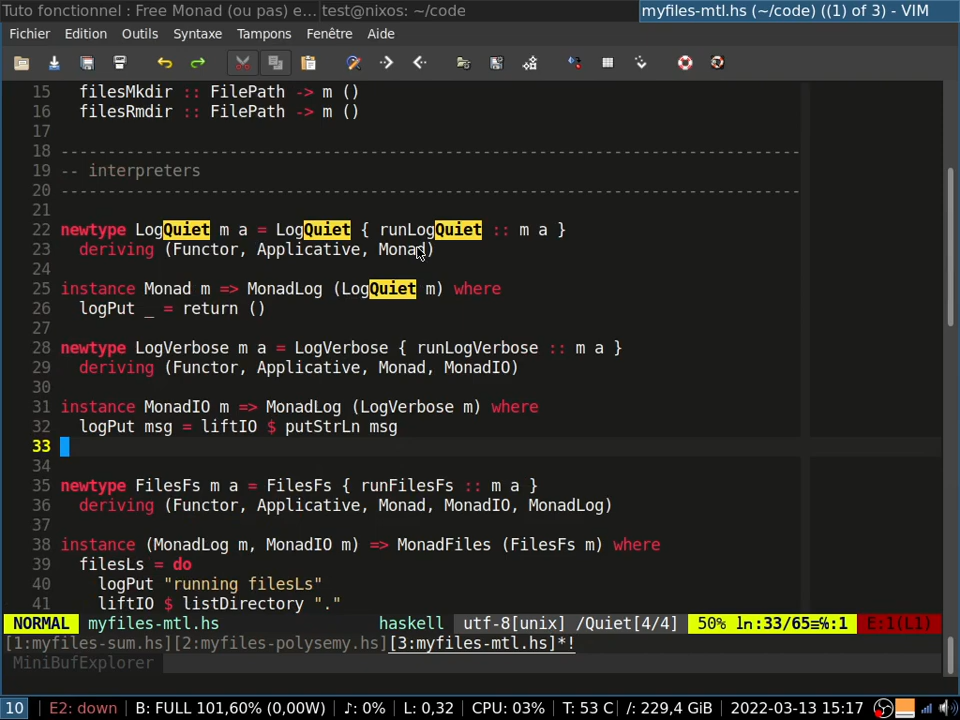 Tuto fonctionnel : Free Monad (ou pas) e... test@nixos: ~/code myfiles-mtl.hs (~/code) ((1) of 3) - VIM
Fichier Edition Outils Syntaxe Tampons Fenêtre Aide
15 filesMkdir :: FilePath -> m ()
16 filesRmdir :: FilePath -> m ()
17
18 -------------------------------------------------------------------------------
19 -- interpreters
20 -------------------------------------------------------------------------------
21
22 newtype LogQuiet m a = LogQuiet { runLogQuiet :: m a }
23 deriving (Functor, Applicative, Monad)
24
25 instance Monad m => MonadLog (LogQuiet m) where
26 logPut _ = return ()
27
28 newtype LogVerbose m a = LogVerbose { runLogVerbose :: m a }
29 deriving (Functor, Applicative, Monad, MonadIO)
30
31 instance MonadIO m => MonadLog (LogVerbose m) where
32 logPut msg = liftIO $ putStrLn msg
33
34
35 newtype FilesFs m a = FilesFs { runFilesFs :: m a }
36 deriving (Functor, Applicative, Monad, MonadIO, MonadLog)
37
38 instance (MonadLog m, MonadIO m) => MonadFiles (FilesFs m) where
39 filesLs = do
40 logPut "running filesLs"
41 liftIO $ listDirectory "."
NORMAL myfiles-mtl.hs haskell utf-8[unix] /Quiet[4/4] 50% ln:33/65≡℅:1 E:1(L1)
[1:myfiles-sum.hs][2:myfiles-polysemy.hs][3:myfiles-mtl.hs]*!
MiniBufExplorer
10 E2: down B: FULL 101,60% (0,00W) ♪: 0% L: 0,32 CPU: 03% T: 53 C /: 229,4 GiB 2022-03-13 15:17